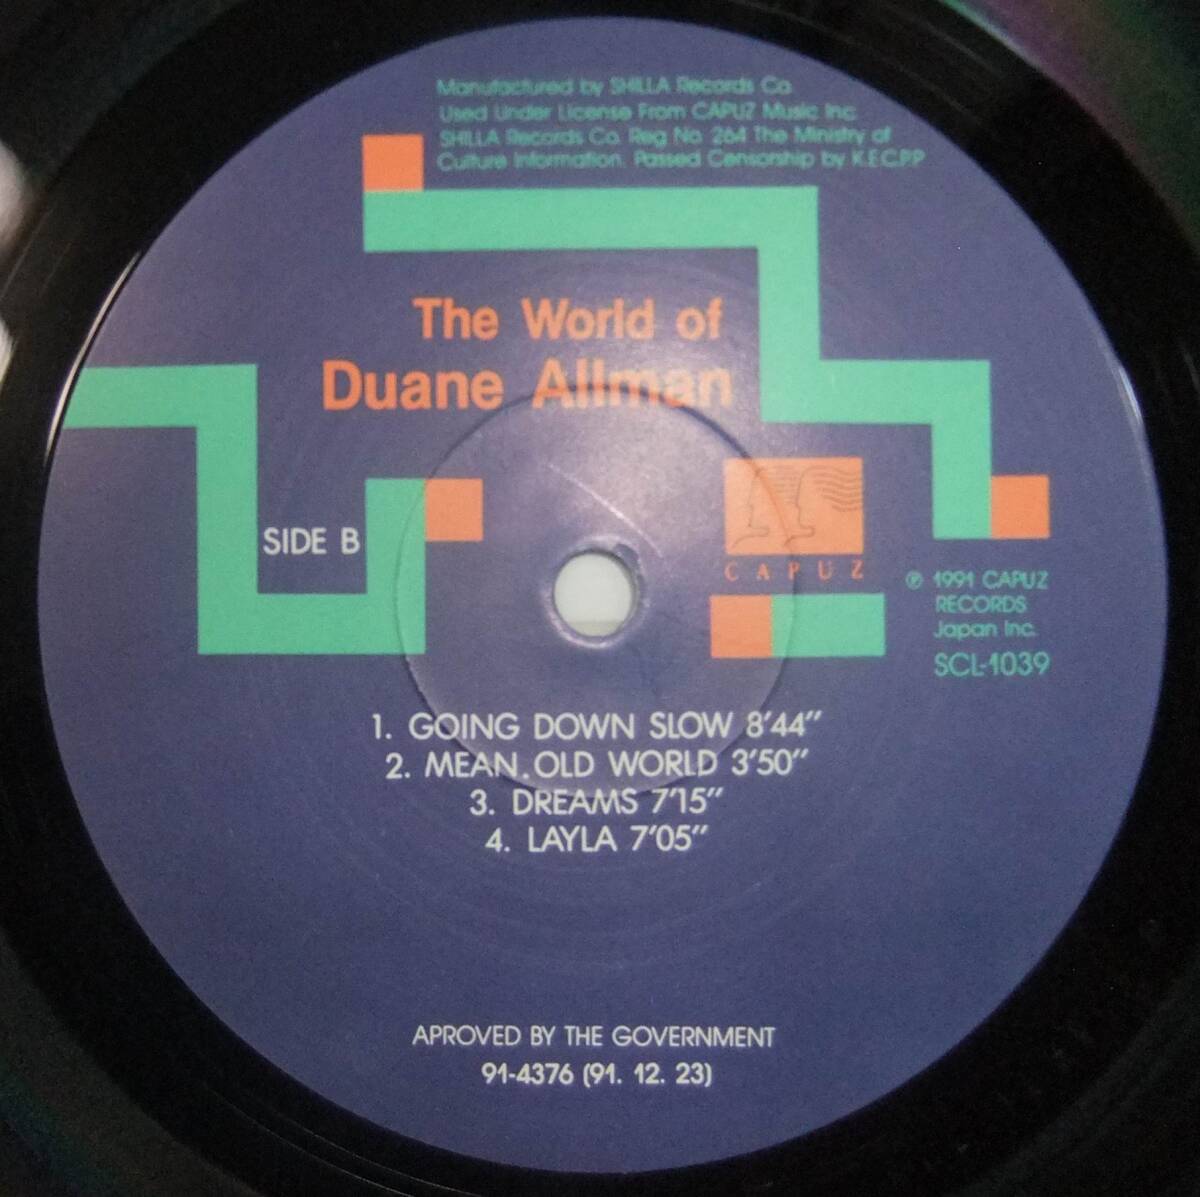 Manufactured by SHILLA Records Co.
Used Under License From CAPUZ Music Inc.
SHILLA Records Co. Reg No. 264 The Ministry of
Culture Information. Passed Censorship by K.E.C.P.P
The World of
Duane Allman
SIDE B
CAPUZ
℗ 1991 CAPUZ
RECORDS
Japan Inc.
SCL-1039
1. GOING DOWN SLOW 8'44"
2. MEAN.OLD WORLD 3'50"
3. DREAMS 7'15"
4. LAYLA 7'05"
APROVED BY THE GOVERNMENT
91-4376 (91. 12. 23)